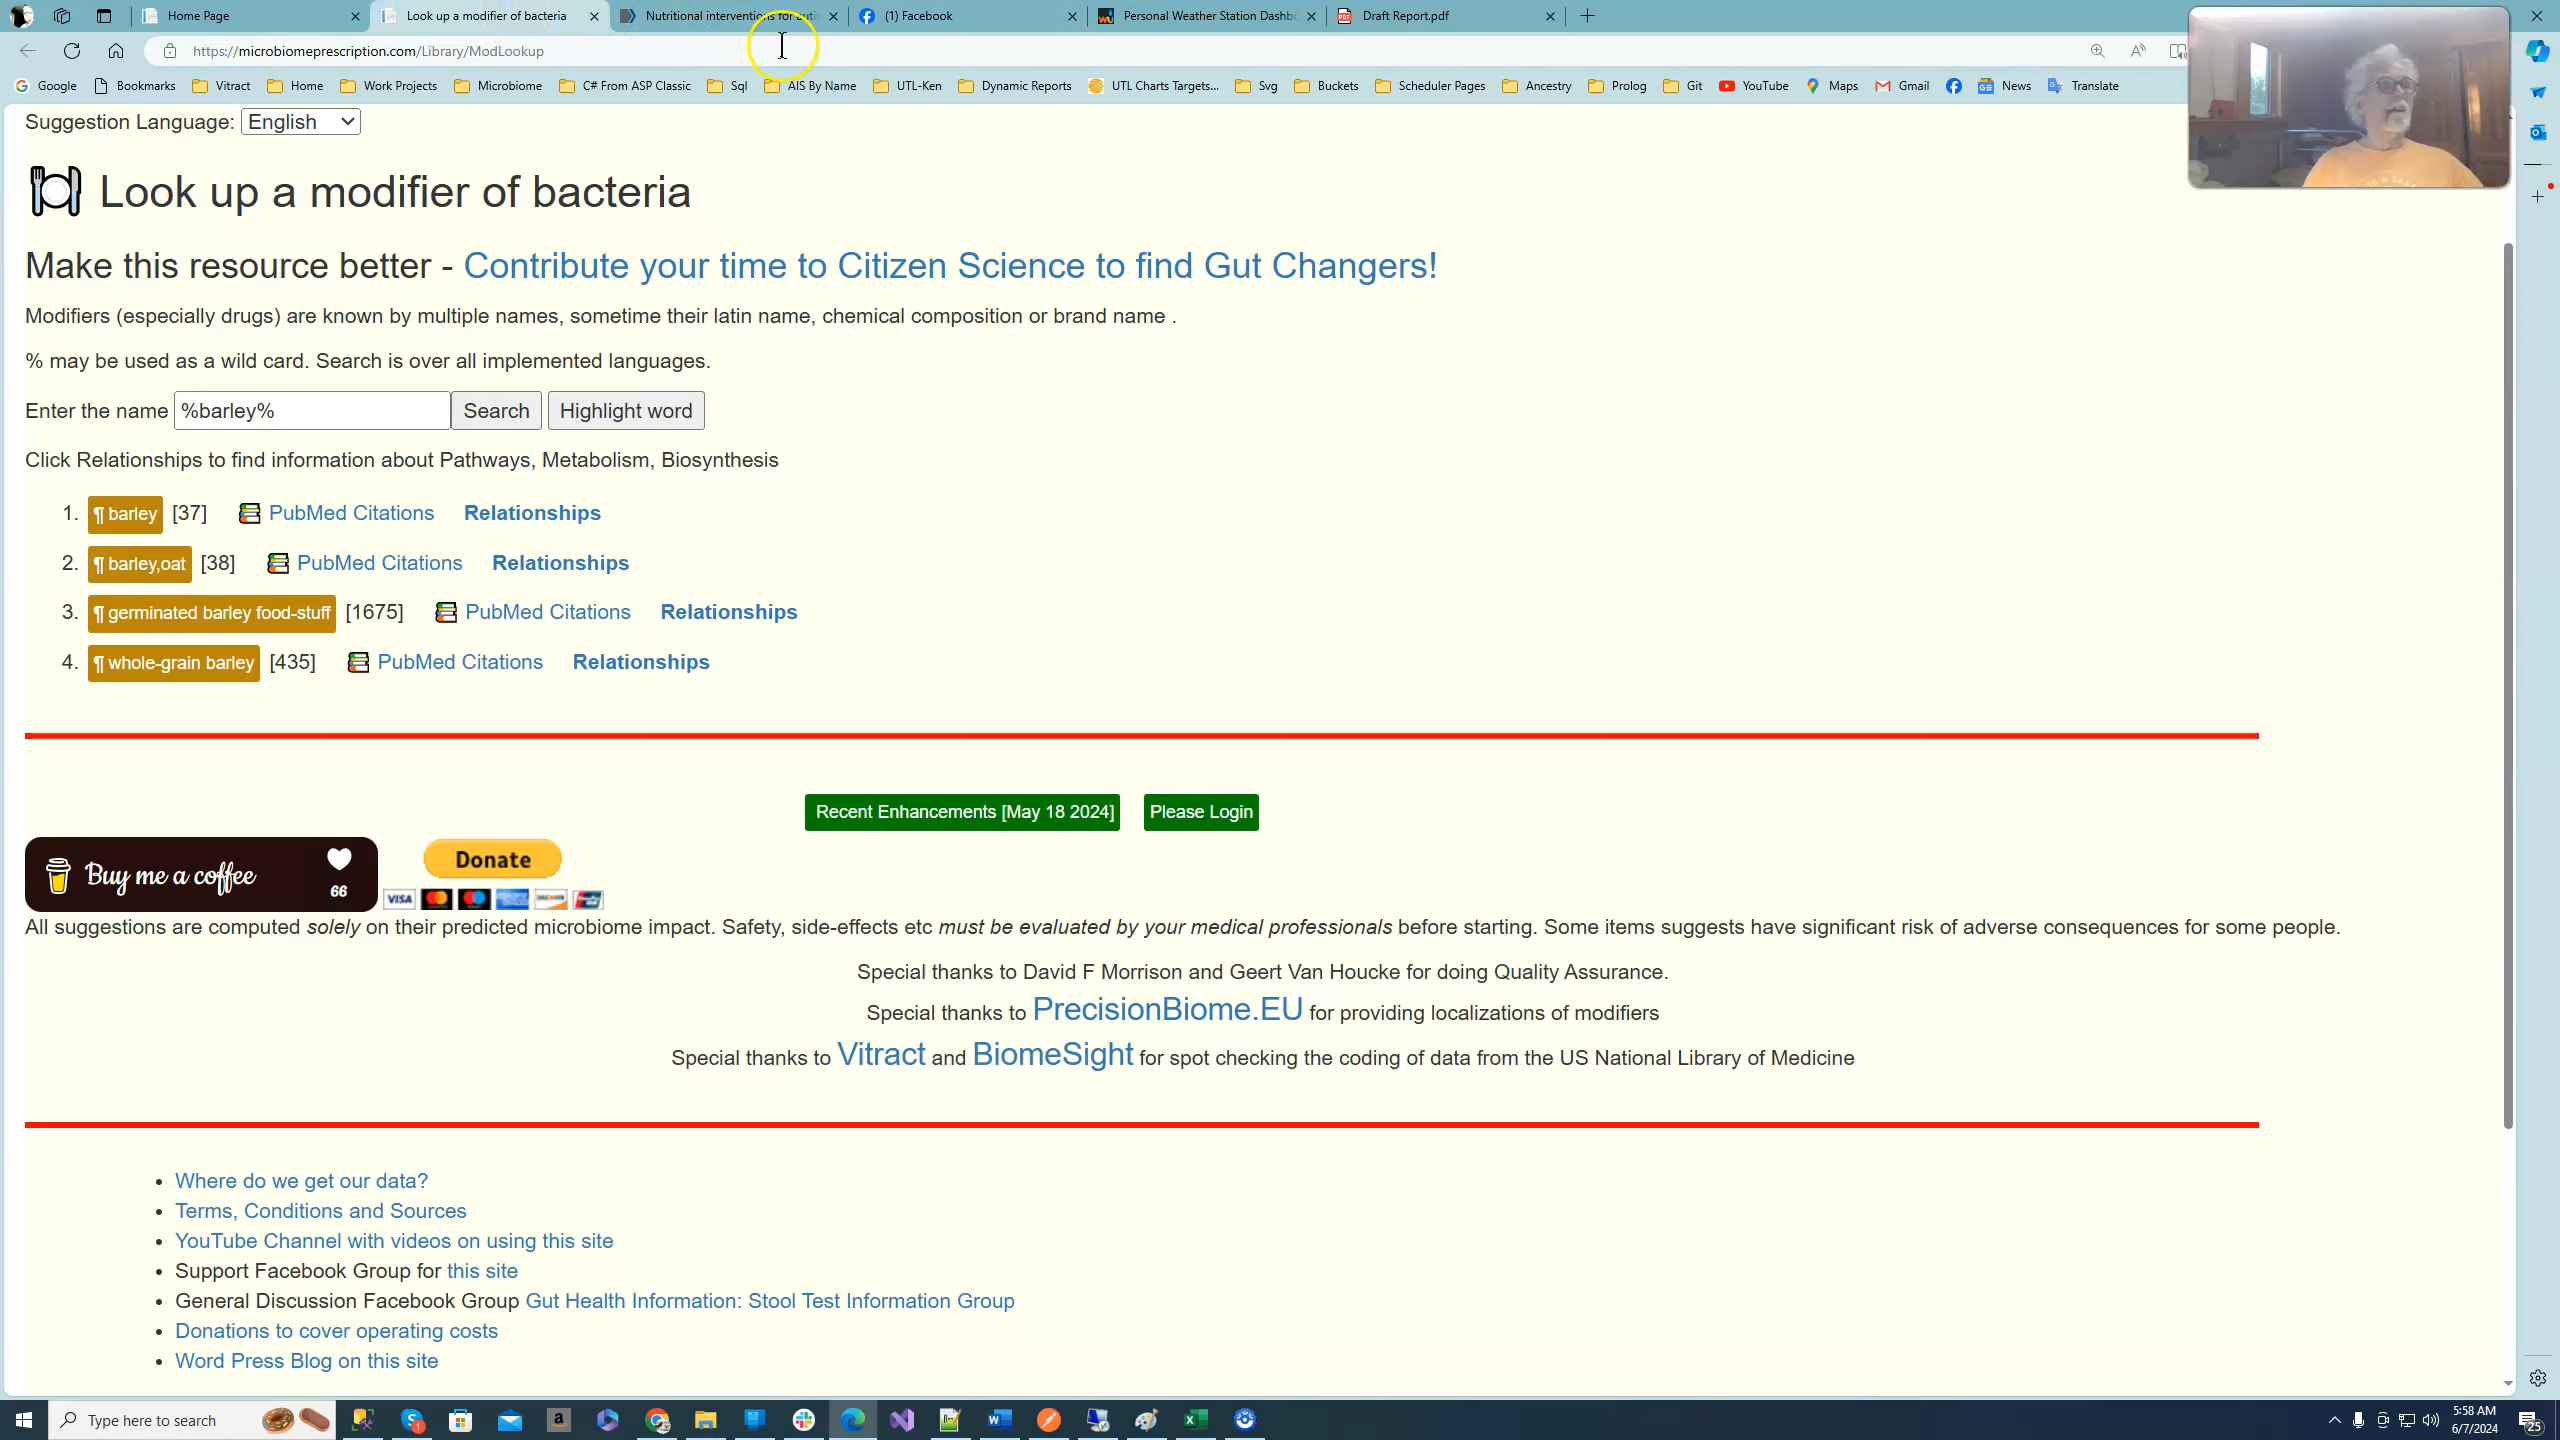 Home Page
Look up a modifier of bacteria
Nutritional interventions for auti
(1) Facebook
Personal Weather Station Dashb
Draft Report.pdf
https://microbiomeprescription.com/Library/ModLookup
Google Bookmarks Vitract Home Work Projects Microbiome C# From ASP Classic Sql AIS By Name UTL-Ken Dynamic Reports UTL Charts Targets... Svg Buckets Scheduler Pages Ancestry Prolog Git YouTube Maps Gmail News Translate
Suggestion Language: English
Look up a modifier of bacteria
Make this resource better - Contribute your time to Citizen Science to find Gut Changers!
Modifiers (especially drugs) are known by multiple names, sometime their latin name, chemical composition or brand name .
% may be used as a wild card. Search is over all implemented languages.
Enter the name %barley% Search Highlight word
Click Relationships to find information about Pathways, Metabolism, Biosynthesis
1. ¶ barley [37] PubMed Citations Relationships
2. ¶ barley,oat [38] PubMed Citations Relationships
3. ¶ germinated barley food-stuff [1675] PubMed Citations Relationships
4. ¶ whole-grain barley [435] PubMed Citations Relationships
Recent Enhancements [May 18 2024] Please Login
Buy me a coffee 66
Donate
VISA
All suggestions are computed solely on their predicted microbiome impact. Safety, side-effects etc must be evaluated by your medical professionals before starting. Some items suggests have significant risk of adverse consequences for some people.
Special thanks to David F Morrison and Geert Van Houcke for doing Quality Assurance.
Special thanks to PrecisionBiome.EU for providing localizations of modifiers
Special thanks to Vitract and BiomeSight for spot checking the coding of data from the US National Library of Medicine
• Where do we get our data?
• Terms, Conditions and Sources
• YouTube Channel with videos on using this site
• Support Facebook Group for this site
• General Discussion Facebook Group Gut Health Information: Stool Test Information Group
• Donations to cover operating costs
• Word Press Blog on this site
Type here to search
5:58 AM
6/7/2024
25